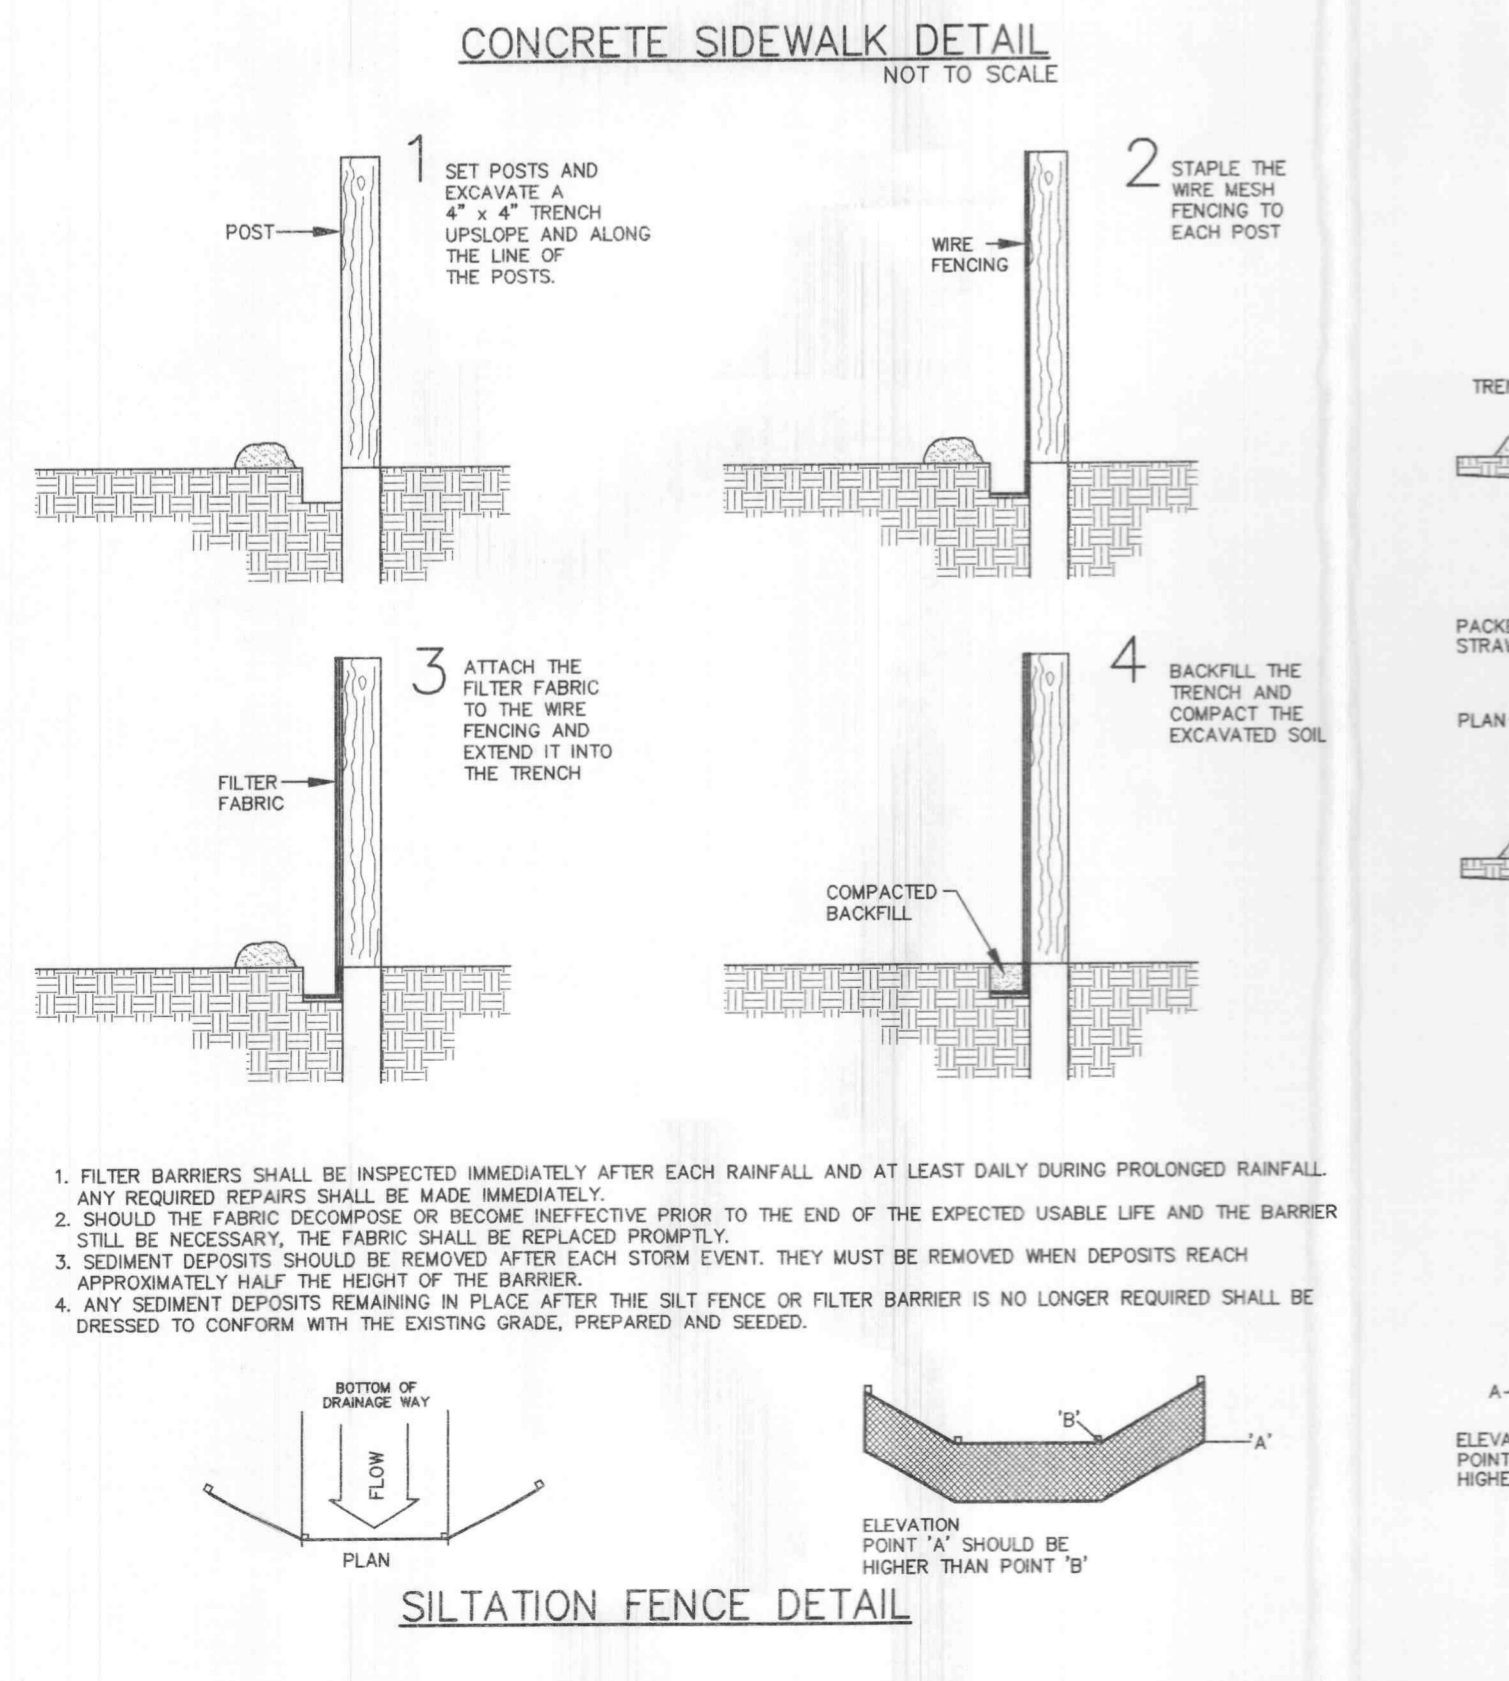 CONCRETE SIDEWALK DETAIL
NOT TO SCALE
1
SET POSTS AND
EXCAVATE A
4" x 4" TRENCH
UPSLOPE AND ALONG
THE LINE OF
THE POSTS.
POST
2
STAPLE THE
WIRE MESH
FENCING TO
EACH POST
WIRE
FENCING
3
ATTACH THE
FILTER FABRIC
TO THE WIRE
FENCING AND
EXTEND IT INTO
THE TRENCH
FILTER
FABRIC
4
BACKFILL THE
TRENCH AND
COMPACT THE
EXCAVATED SOIL
COMPACTED
BACKFILL
1. FILTER BARRIERS SHALL BE INSPECTED IMMEDIATELY AFTER EACH RAINFALL AND AT LEAST DAILY DURING PROLONGED RAINFALL.
ANY REQUIRED REPAIRS SHALL BE MADE IMMEDIATELY.
2. SHOULD THE FABRIC DECOMPOSE OR BECOME INEFFECTIVE PRIOR TO THE END OF THE EXPECTED USABLE LIFE AND THE BARRIER
STILL BE NECESSARY, THE FABRIC SHALL BE REPLACED PROMPTLY.
3. SEDIMENT DEPOSITS SHOULD BE REMOVED AFTER EACH STORM EVENT. THEY MUST BE REMOVED WHEN DEPOSITS REACH
APPROXIMATELY HALF THE HEIGHT OF THE BARRIER.
4. ANY SEDIMENT DEPOSITS REMAINING IN PLACE AFTER THIE SILT FENCE OR FILTER BARRIER IS NO LONGER REQUIRED SHALL BE
DRESSED TO CONFORM WITH THE EXISTING GRADE, PREPARED AND SEEDED.
BOTTOM OF
DRAINAGE WAY
FLOW
PLAN
'B'
'A'
ELEVATION
POINT 'A' SHOULD BE
HIGHER THAN POINT 'B'
SILTATION FENCE DETAIL
PLAN
A
POINT